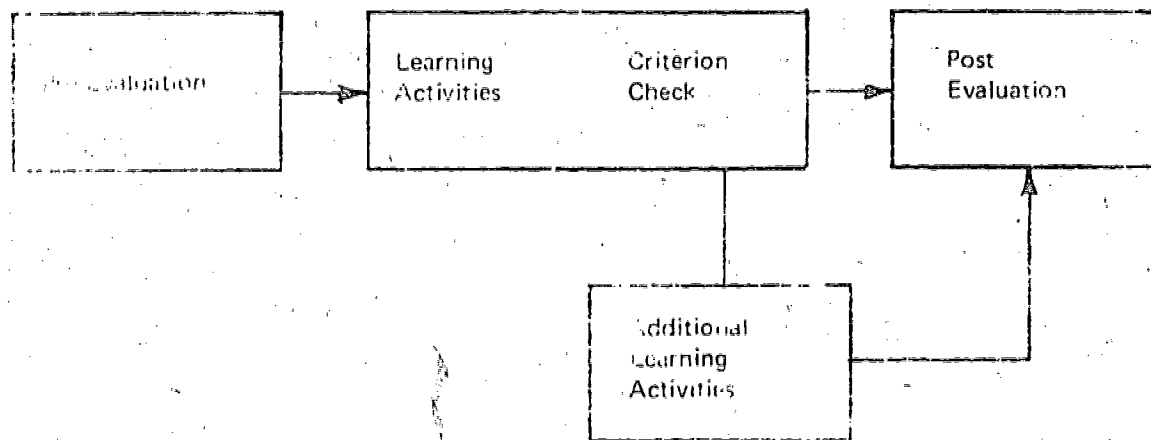 Learning
Activities
Criterion
Check
Post
Evaluation
Additional
Learning
Activities